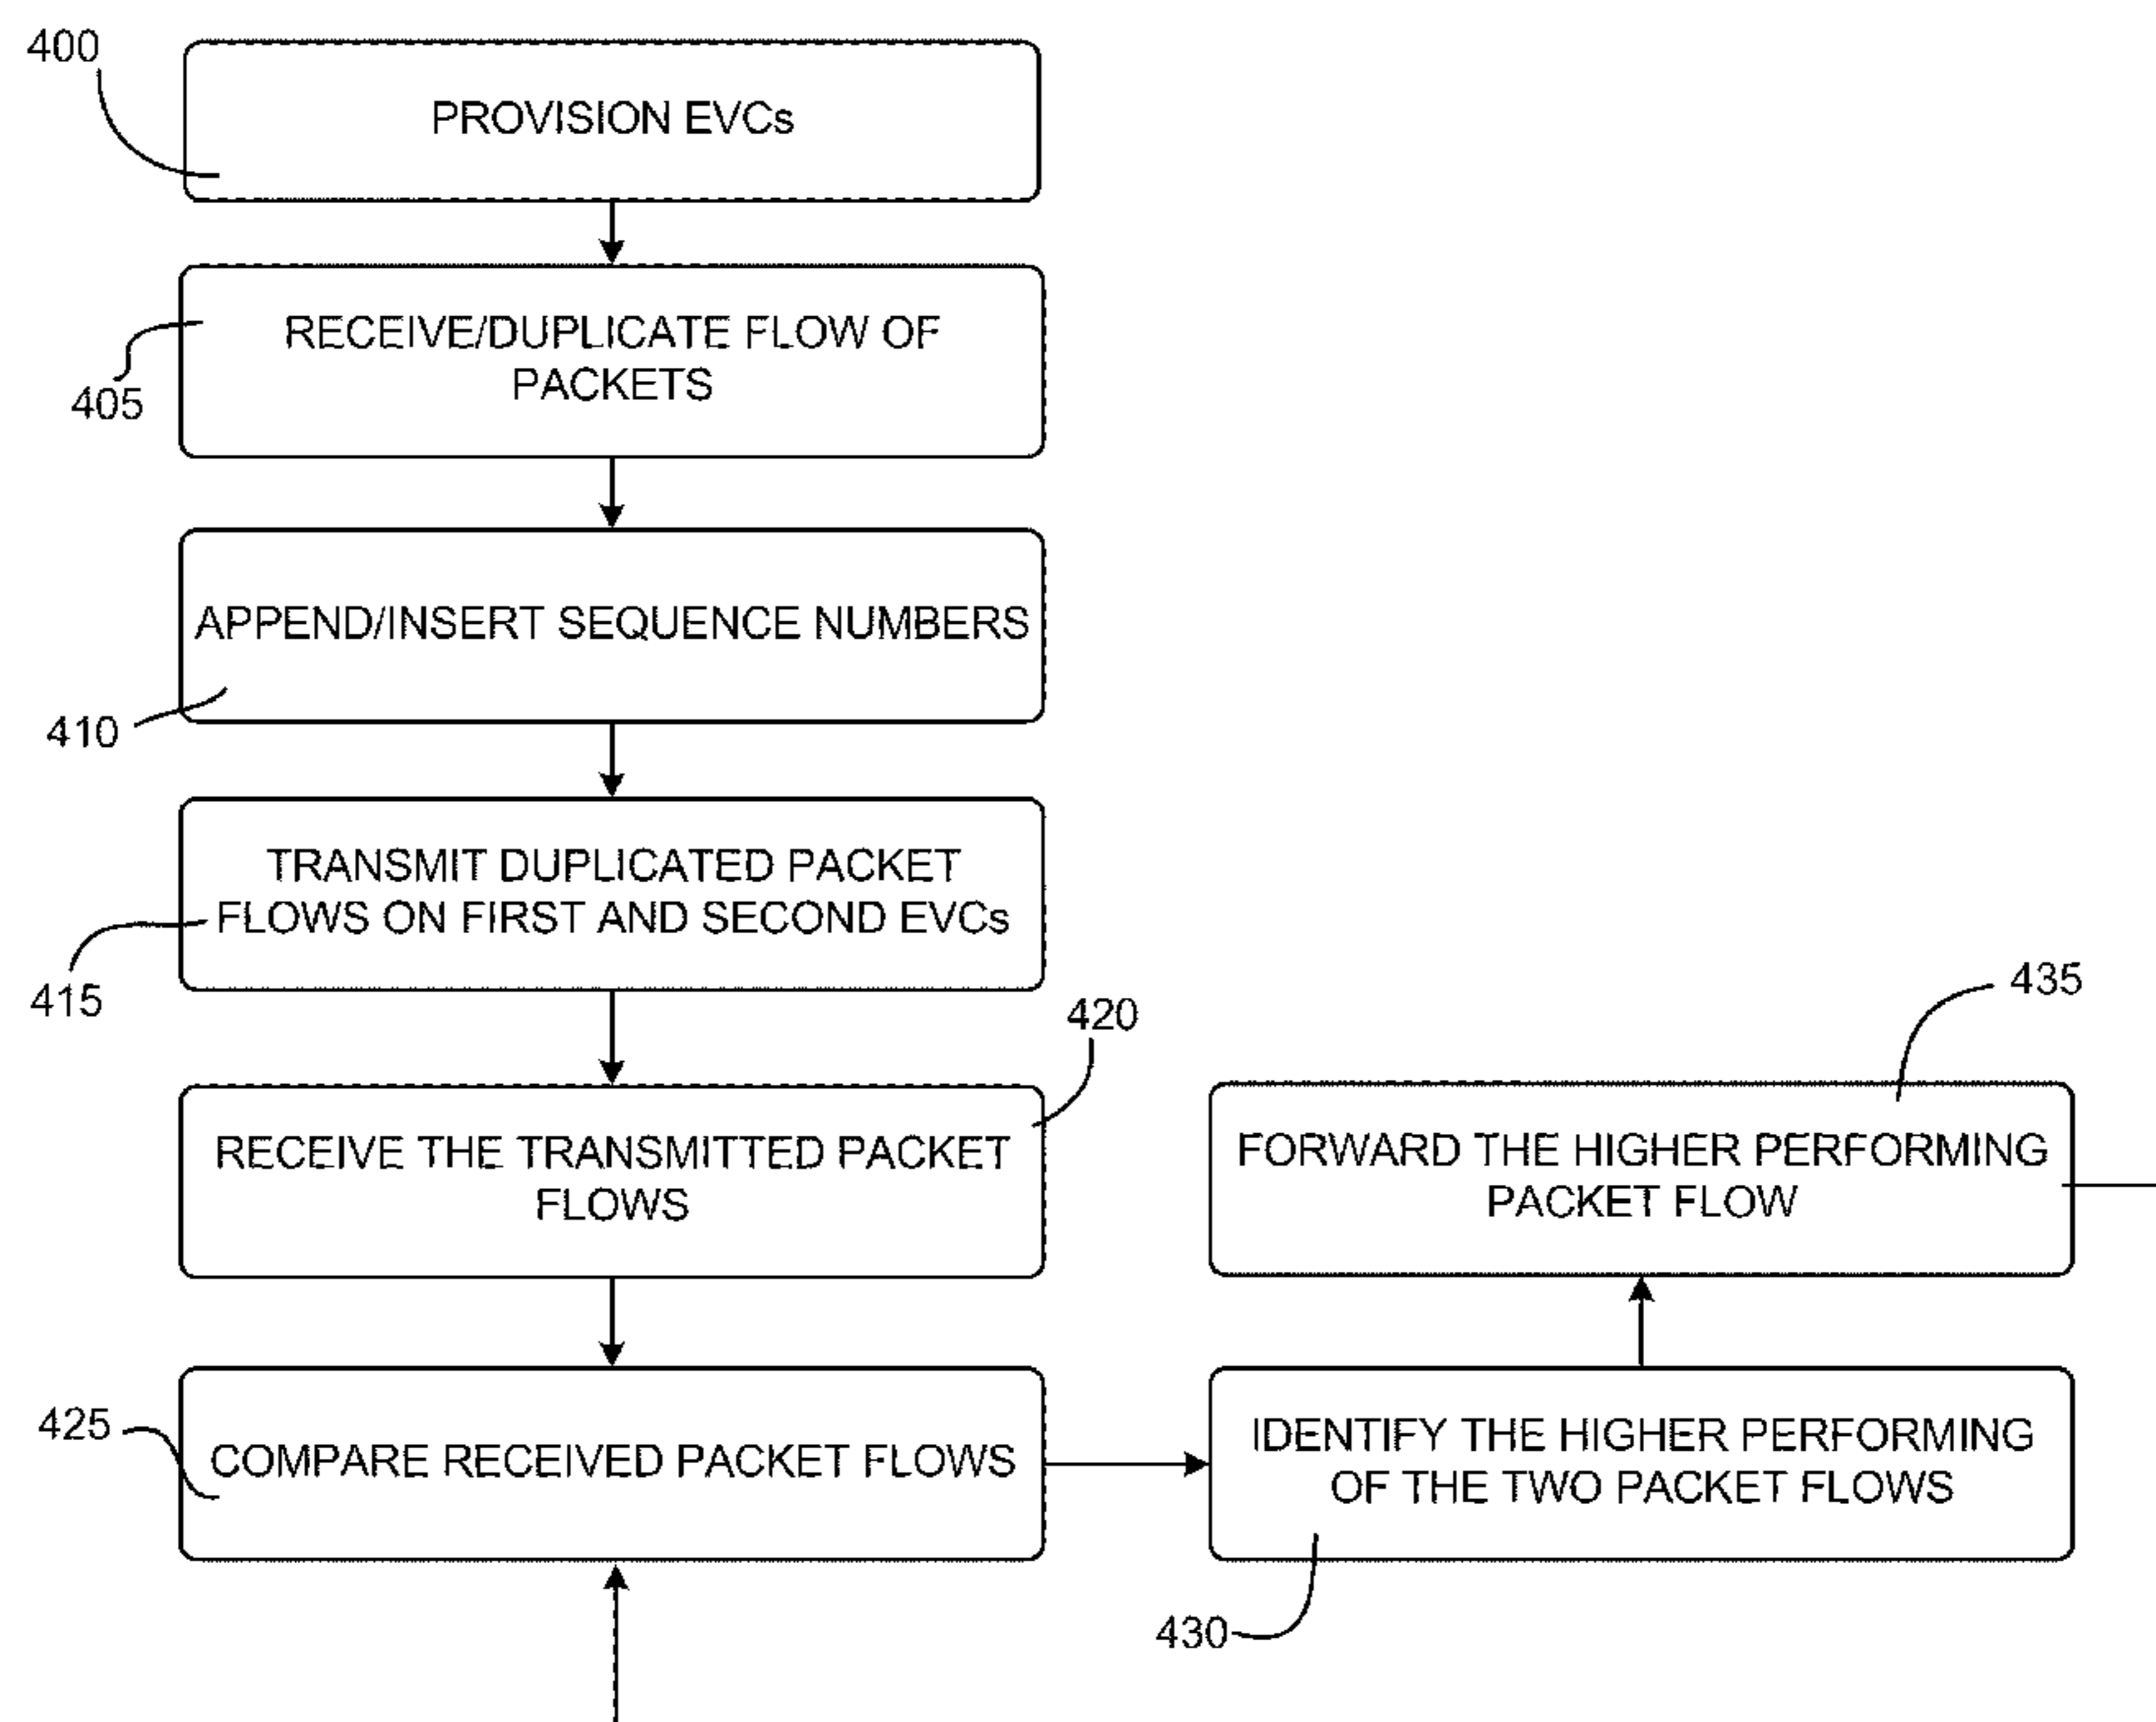 400
PROVISION EVCs
RECEIVE/DUPLICATE FLOW OF
PACKETS
405
APPEND/INSERT SEQUENCE NUMBERS
410
TRANSMIT DUPLICATED PACKET
FLOWS ON FIRST AND SECOND EVCs
415
420
RECEIVE THE TRANSMITTED PACKET
FLOWS
425
COMPARE RECEIVED PACKET FLOWS
430
IDENTIFY THE HIGHER PERFORMING
OF THE TWO PACKET FLOWS
435
FORWARD THE HIGHER PERFORMING
PACKET FLOW